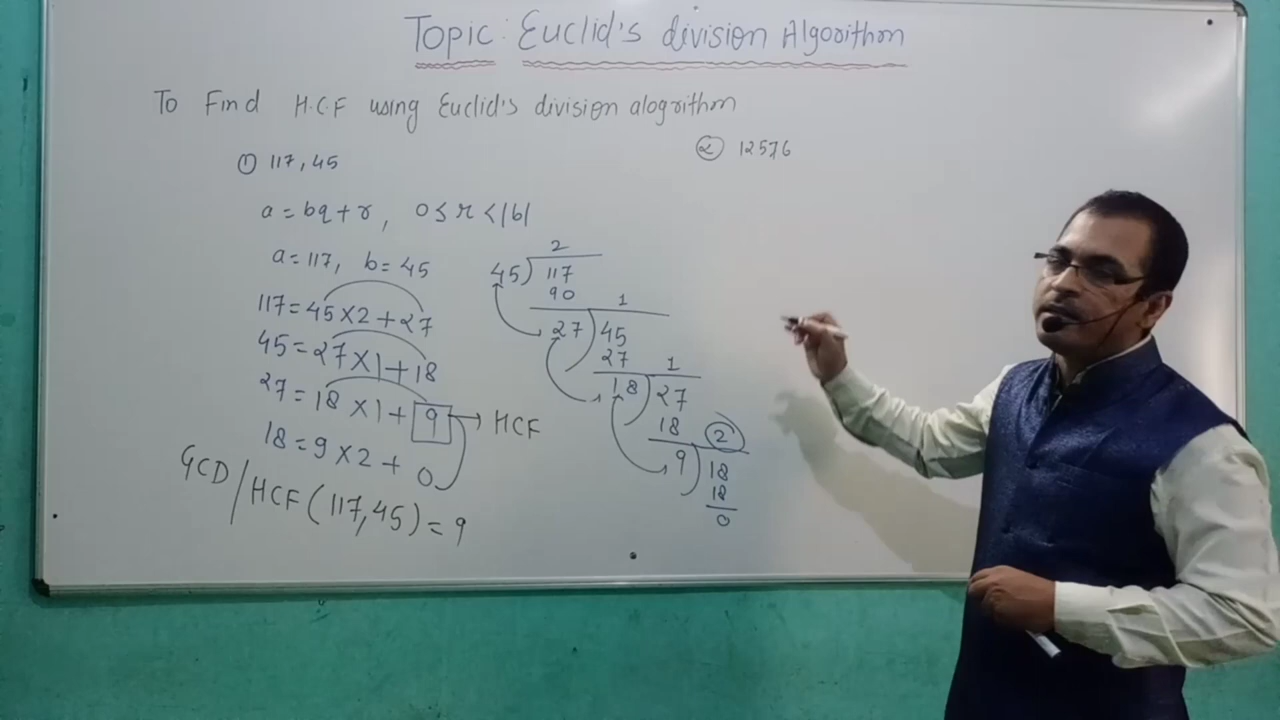 Topic: Euclid's division Algorithm
To Find H.C.F using Euclid's division alogrithm
① 117, 45
a = bq + r, 0 ≤ r < |b|
a = 117, b = 45
117 = 45 × 2 + 27
45 = 27 × 1 + 18
27 = 18 × 1 + 9 → HCF
18 = 9 × 2 + 0
GCD/HCF (117, 45) = 9
2
45) 117
90 1
27) 45
27 1
18) 27
18 2
9) 18
18
0
② 12576